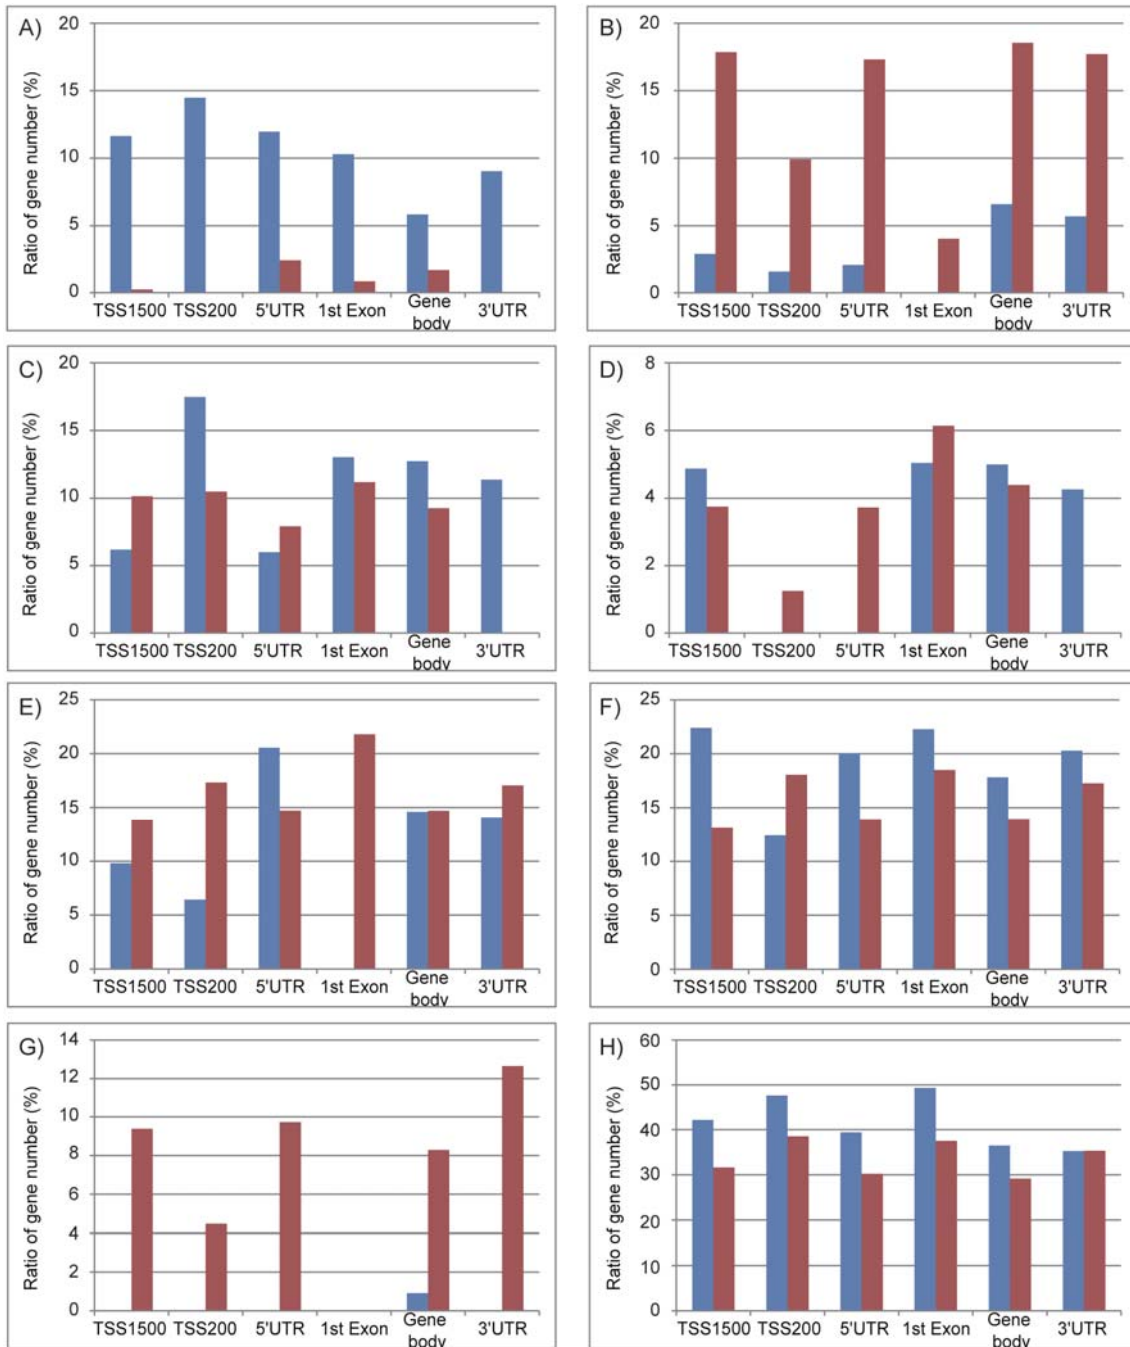 A)
Ratio of gene number (%)
20
15
10
5
0
TSS1500 TSS200 5'UTR 1st Exon Gene body 3'UTR
B)
Ratio of gene number (%)
20
15
10
5
0
TSS1500 TSS200 5'UTR 1st Exon Gene body 3'UTR
C)
Ratio of gene number (%)
20
15
10
5
0
TSS1500 TSS200 5'UTR 1st Exon Gene body 3'UTR
D)
Ratio of gene number (%)
8
6
4
2
0
TSS1500 TSS200 5'UTR 1st Exon Gene body 3'UTR
E)
Ratio of gene number (%)
25
20
15
10
5
0
TSS1500 TSS200 5'UTR 1st Exon Gene body 3'UTR
F)
Ratio of gene number (%)
25
20
15
10
5
0
TSS1500 TSS200 5'UTR 1st Exon Gene body 3'UTR
G)
Ratio of gene number (%)
14
12
10
8
6
4
2
0
TSS1500 TSS200 5'UTR 1st Exon Gene body 3'UTR
H)
Ratio of gene number (%)
60
50
40
30
20
10
0
TSS1500 TSS200 5'UTR 1st Exon Gene body 3'UTR